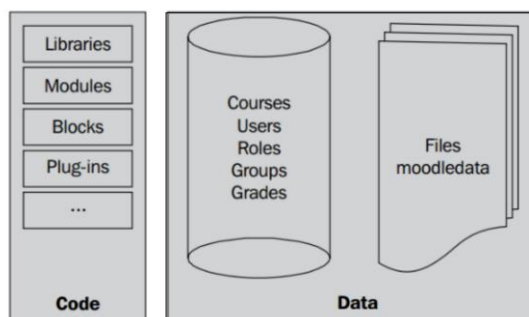 Libraries
Modules
Blocks
Plug-ins
...
Code
Courses
Users
Roles
Groups
Grades
Files
moodledata
Data